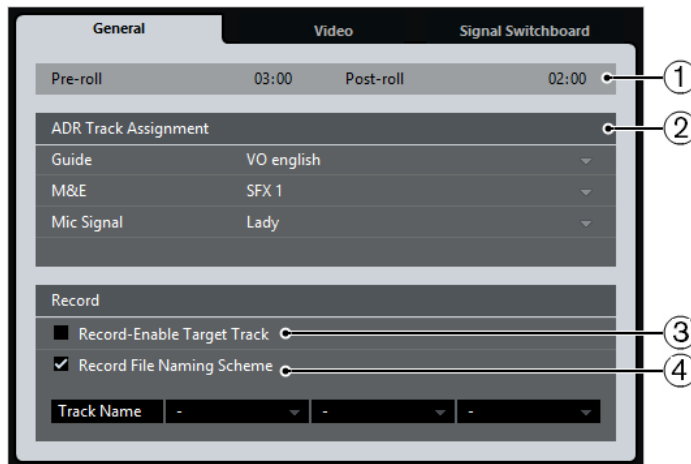 General Video Signal Switchboard
Pre-roll 03:00 Post-roll 02:00 1
ADR Track Assignment 2
Guide VO english
M&E SFX 1
Mic Signal Lady
Record
Record-Enable Target Track 3
Record File Naming Scheme 4
Track Name - - -